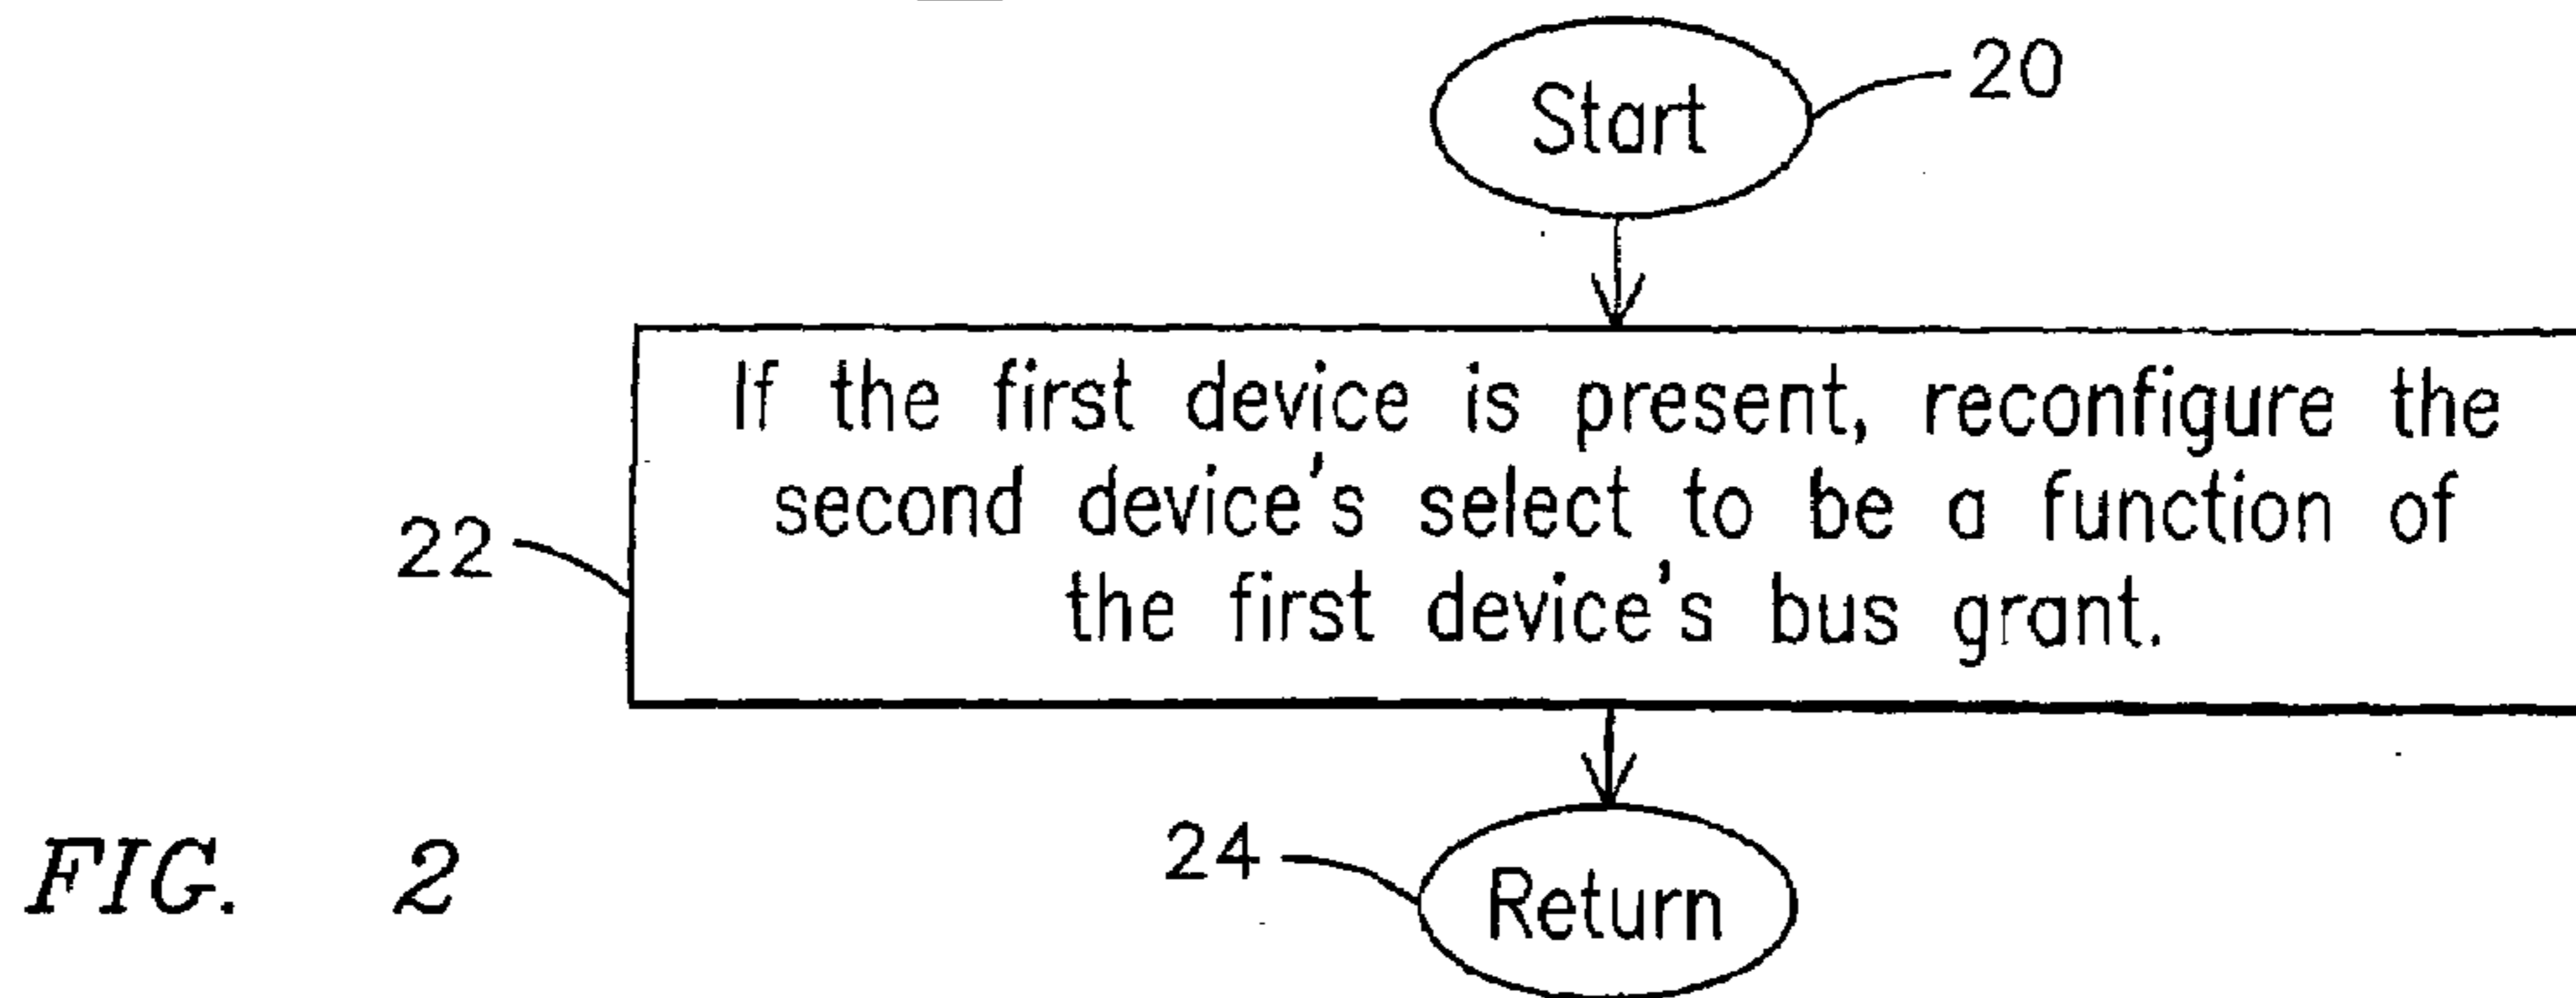 Start
20
If the first device is present, reconfigure the
second device's select to be a function of
the first device's bus grant.
22
24
Return
FIG. 2